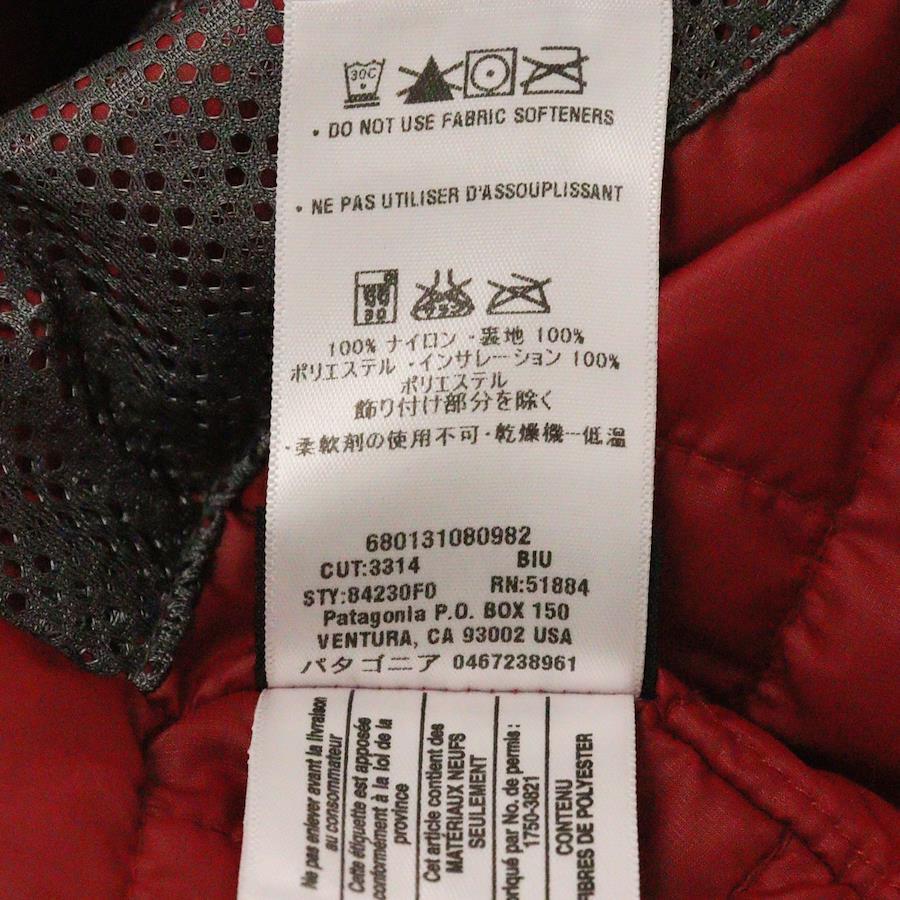 30C
• DO NOT USE FABRIC SOFTENERS
• NE PAS UTILISER D'ASSOUPLISSANT
100% ナイロン ・裏地 100%
ポリエステル ・インサレーション 100%
ポリエステル
飾り付け部分を除く
・柔軟剤の使用不可・乾燥機─低温
680131080982
CUT:3314 BIU
STY:84230F0 RN:51884
Patagonia P.O. BOX 150
VENTURA, CA 93002 USA
パタゴニア 0467238961
Ne pas enlever avant la livraison
au consommateur
Cette étiquette est apposée
conformément à la loi de la
province
Cet article contient des
MATÉRIAUX NEUFS
SEULEMENT
par No. de permis:
1750-3821
CONTENU
FIBRES DE POLYESTER